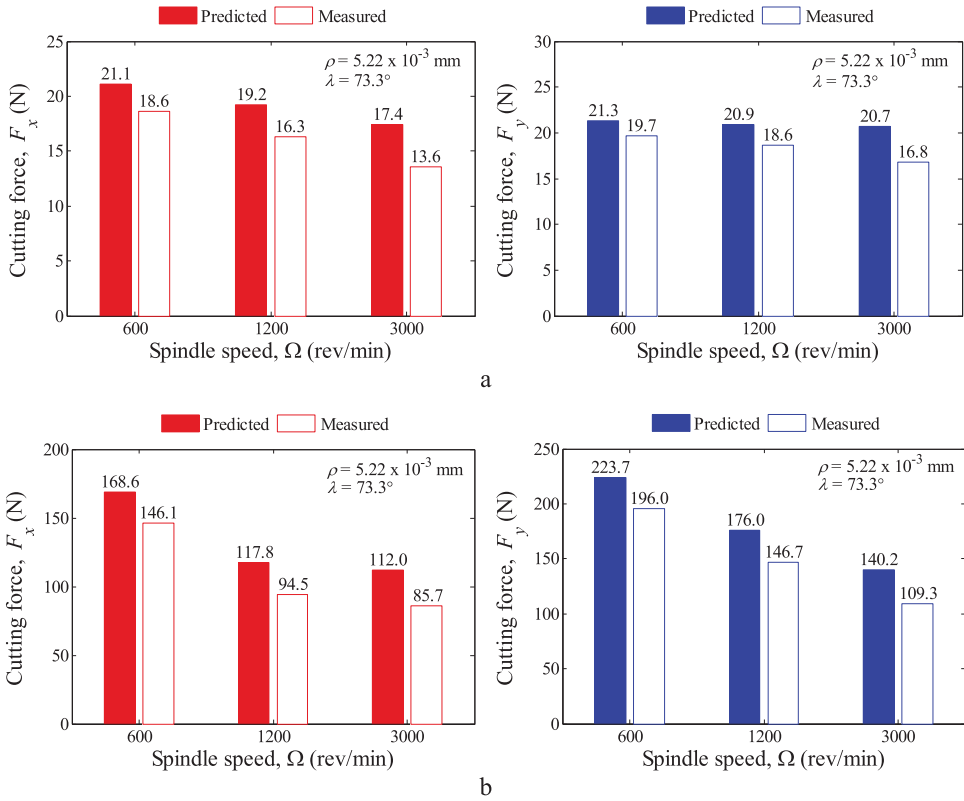 Predicted Measured
ρ = 5.22 x 10⁻³ mm
λ = 73.3°
Cutting force, Fₓ (N)
25
20
15
10
5
0
21.1
18.6
19.2
16.3
17.4
13.6
600 1200 3000
Spindle speed, Ω (rev/min)
Predicted Measured
ρ = 5.22 x 10⁻³ mm
λ = 73.3°
Cutting force, F_y (N)
30
25
20
15
10
5
0
21.3
19.7
20.9
18.6
20.7
16.8
600 1200 3000
Spindle speed, Ω (rev/min)
a
Predicted Measured
ρ = 5.22 x 10⁻³ mm
λ = 73.3°
Cutting force, Fₓ (N)
200
150
100
50
0
168.6
146.1
117.8
94.5
112.0
85.7
600 1200 3000
Spindle speed, Ω (rev/min)
Predicted Measured
ρ = 5.22 x 10⁻³ mm
λ = 73.3°
Cutting force, F_y (N)
250
200
150
100
50
0
223.7
196.0
176.0
146.7
140.2
109.3
600 1200 3000
Spindle speed, Ω (rev/min)
b